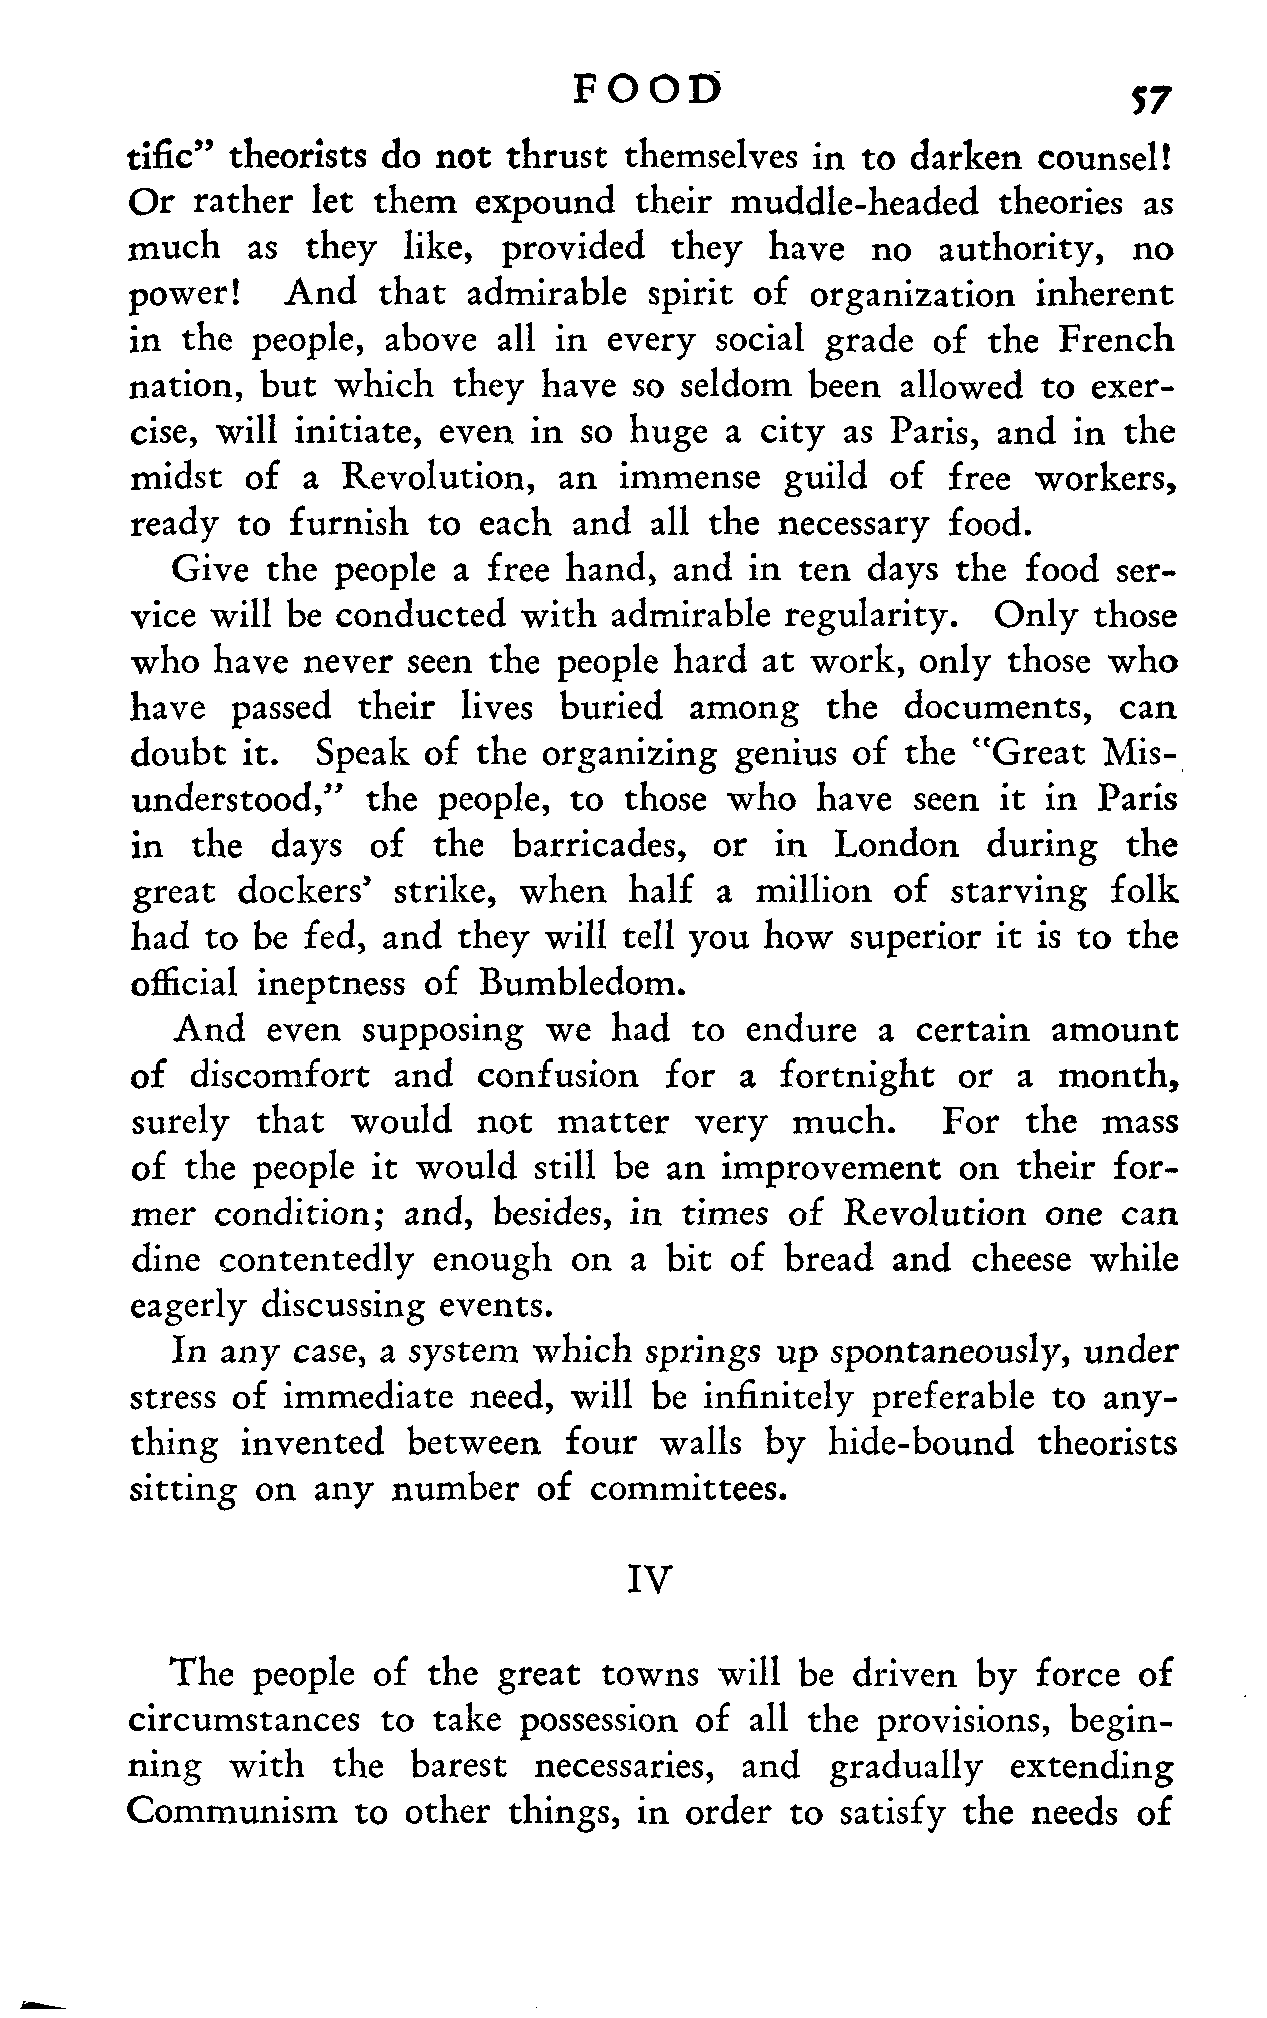 FOOD
57
tific" theorists do not thrust themselves in to darken counsel!
Or rather let them expound their muddle-headed theories as
much as they like, provided they have no authority, no
power! And that admirable spirit of organization inherent
in the people, above all in every social grade of the French
nation, but which they have so seldom been allowed to exer-
cise, will initiate, even in so huge a city as Paris, and in the
midst of a Revolution, an immense guild of free workers,
ready to furnish to each and all the necessary food.
Give the people a free hand, and in ten days the food ser-
vice will be conducted with admirable regularity. Only those
who have never seen the people hard at work, only those who
have passed their lives buried among the documents, can
doubt it. Speak of the organizing genius of the "Great Mis-
understood," the people, to those who have seen it in Paris
in the days of the barricades, or in London during the
great dockers' strike, when half a million of starving folk
had to be fed, and they will tell you how superior it is to the
official ineptness of Bumbledom.
And even supposing we had to endure a certain amount
of discomfort and confusion for a fortnight or a month,
surely that would not matter very much. For the mass
of the people it would still be an improvement on their for-
mer condition; and, besides, in times of Revolution one can
dine contentedly enough on a bit of bread and cheese while
eagerly discussing events.
In any case, a system which springs up spontaneously, under
stress of immediate need, will be infinitely preferable to any-
thing invented between four walls by hide-bound theorists
sitting on any number of committees.
IV
The people of the great towns will be driven by force of
circumstances to take possession of all the provisions, begin-
ning with the barest necessaries, and gradually extending
Communism to other things, in order to satisfy the needs of